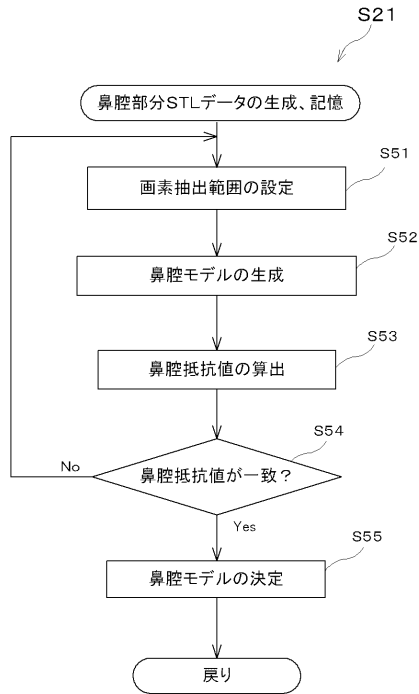 S21
鼻腔部分STLデータの生成、記憶
S51
画素抽出範囲の設定
S52
鼻腔モデルの生成
S53
鼻腔抵抗値の算出
S54
鼻腔抵抗値が一致？
No
Yes
S55
鼻腔モデルの決定
戻り